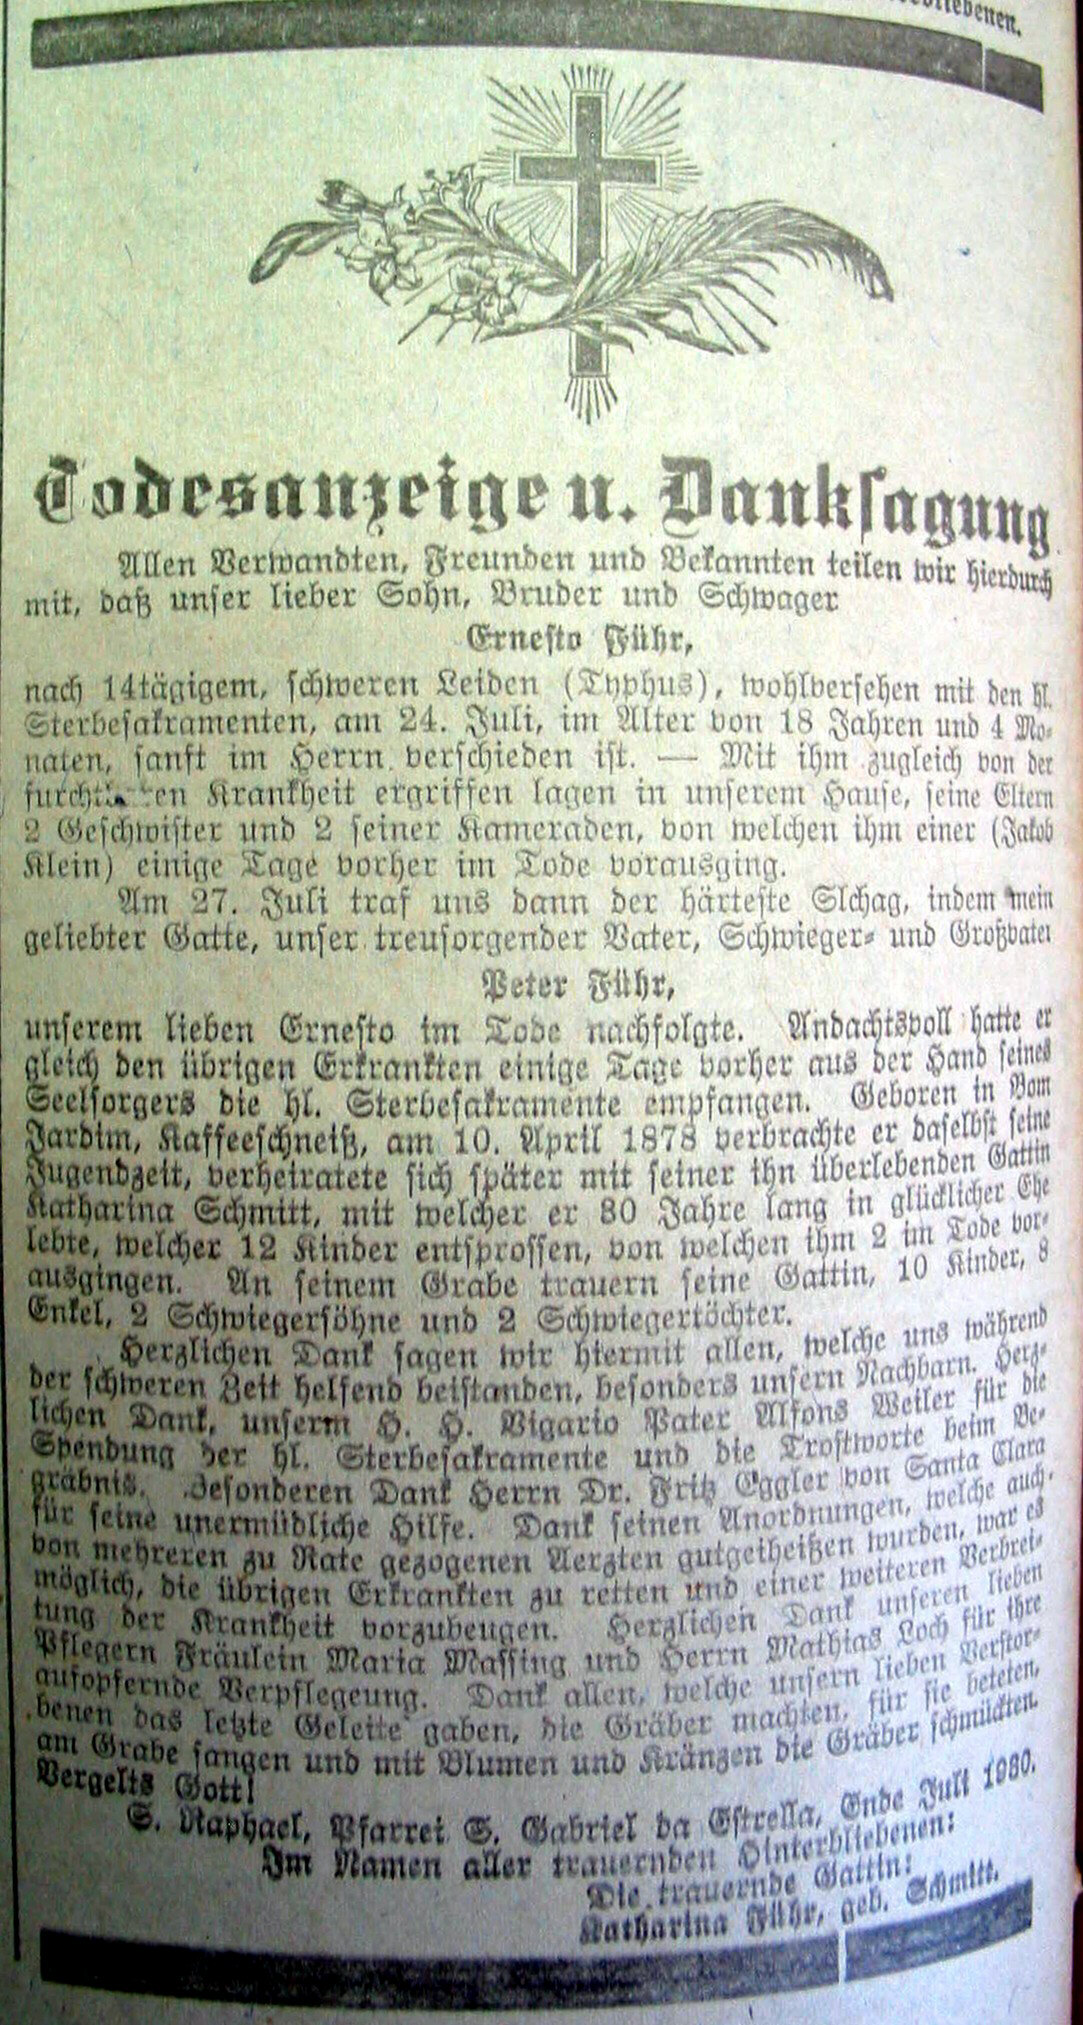 Todesanzeige u. Danksagung
Allen Verwandten, Freunden und Bekannten teilen wir hierdurch
mit, daß unser lieber Sohn, Bruder und Schwager
Ernesto Führ,
nach 14tägigem, schweren Leiden (Typhus), wohlversehen mit den hl.
Sterbesakramenten, am 24. Juli, im Alter von 18 Jahren und 4 Mo-
naten, sanft im Herrn verschieden ist. — Mit ihm zugleich von der
Krankheit ergriffen lagen in unserem Hause, seine Eltern
2 Geschwister und 2 seiner Kameraden, von welchen ihm einer (Jakob
Klein) einige Tage vorher im Tode vorausging.
Am 27. Juli traf uns dann der härteste Slchag, indem mein
geliebter Gatte, unser treusorgender Vater, Schwieger- und Großvater
Peter Führ,
unserem lieben Ernesto im Tode nachfolgte. Andachtsvoll hatte er
gleich den übrigen Erkrankten einige Tage vorher aus der Hand seines
Seelsorgers die hl. Sterbesakramente empfangen. Geboren in Bom
Jardim, Kaffeeschneiß, am 10. April 1878 verbrachte er daselbst seine
Jugendzeit, verheiratete sich später mit seiner ihn überlebenden Gattin
Katharina Schmitt, mit welcher er 30 Jahre lang in glücklicher Ehe
lebte, welcher 12 Kinder entsprossen, von welchen ihm 2 im Tode vor-
ausgingen. An seinem Grabe trauern seine Gattin, 10 Kinder, 8
Enkel, 2 Schwiegersöhne und 2 Schwiegertöchter.
Herzlichen Dank sagen wir hiermit allen, welche uns während
der schweren Zeit helfend beistanden, besonders unsern Nachbarn. Herz-
lichen Dank, unserm H. H. Vigario Pater Alfons Weiler für die
Spendung der hl. Sterbesakramente und die Trostworte beim Be-
gräbnis. Besonderen Dank Herrn Dr. Fritz Eggler von Santa Clara
für seine unermüdliche Hilfe. Dank seinen Anordnungen, welche auch
von mehreren zu Rate gezogenen Aerzten gutgeheißen wurden, war es
möglich, die übrigen Erkrankten zu retten und einer weiteren Verbrei-
tung der Krankheit vorzubeugen. Herzlichen Dank unseren lieben
Pflegern Fräulein Maria Massing und Herrn Mathias Loch für ihre
aufopfernde Verpflegeung. Dank allen, welche unsern lieben Verstor-
benen das letzte Geleite gaben, die Gräber machten, für sie beteten,
am Grabe sangen und mit Blumen und Kränzen die Gräber schmückten.
Vergelts Gott!
S. Raphael, Pfarrei S. Gabriel da Estrella, Ende Juli 1930.
Im Namen aller trauernden Hinterbliebenen:
Die trauernde Gattin:
Katharina Führ, geb. Schmitt.